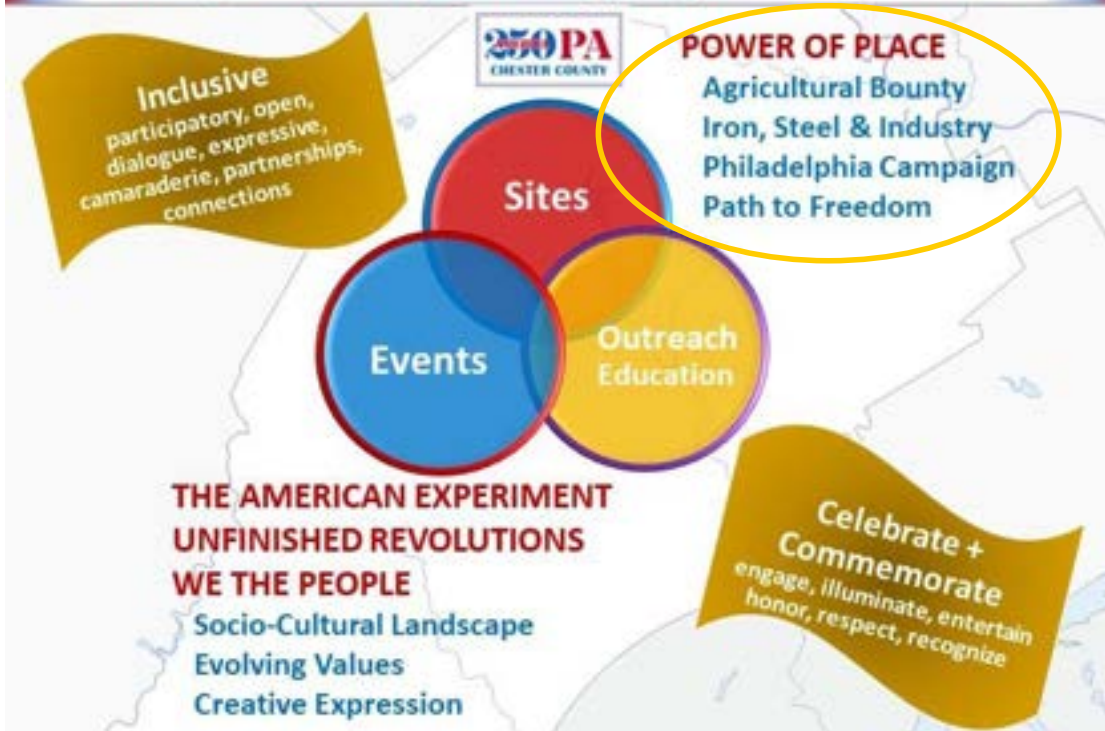 250PA
CHESTER COUNTY
Inclusive
participatory, open,
dialogue, expressive,
camaraderie, partnerships,
connections
POWER OF PLACE
Agricultural Bounty
Iron, Steel & Industry
Philadelphia Campaign
Path to Freedom
Sites
Events
Outreach
Education
THE AMERICAN EXPERIMENT
UNFINISHED REVOLUTIONS
WE THE PEOPLE
Socio-Cultural Landscape
Evolving Values
Creative Expression
Celebrate +
Commemorate
engage, illuminate, entertain
honor, respect, recognize